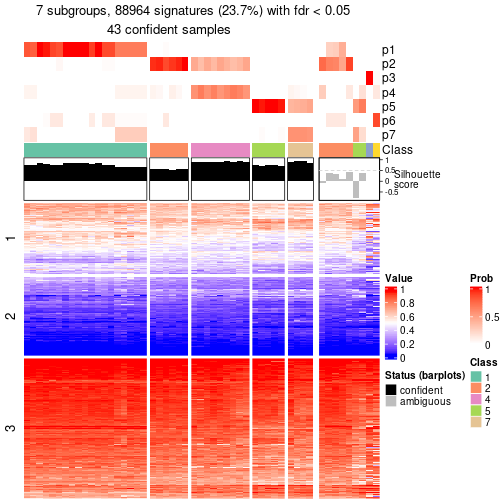 7 subgroups, 88964 signatures (23.7%) with fdr < 0.05
43 confident samples
p1
p2
p3
p4
p5
p6
p7
Class
1
0.5
0
-0.5
Silhouette
score
1
2
3
Value
1
0.8
0.6
0.4
0.2
0
Prob
1
0.5
0
Status (barplots)
confident
ambiguous
Class
1
2
4
5
7